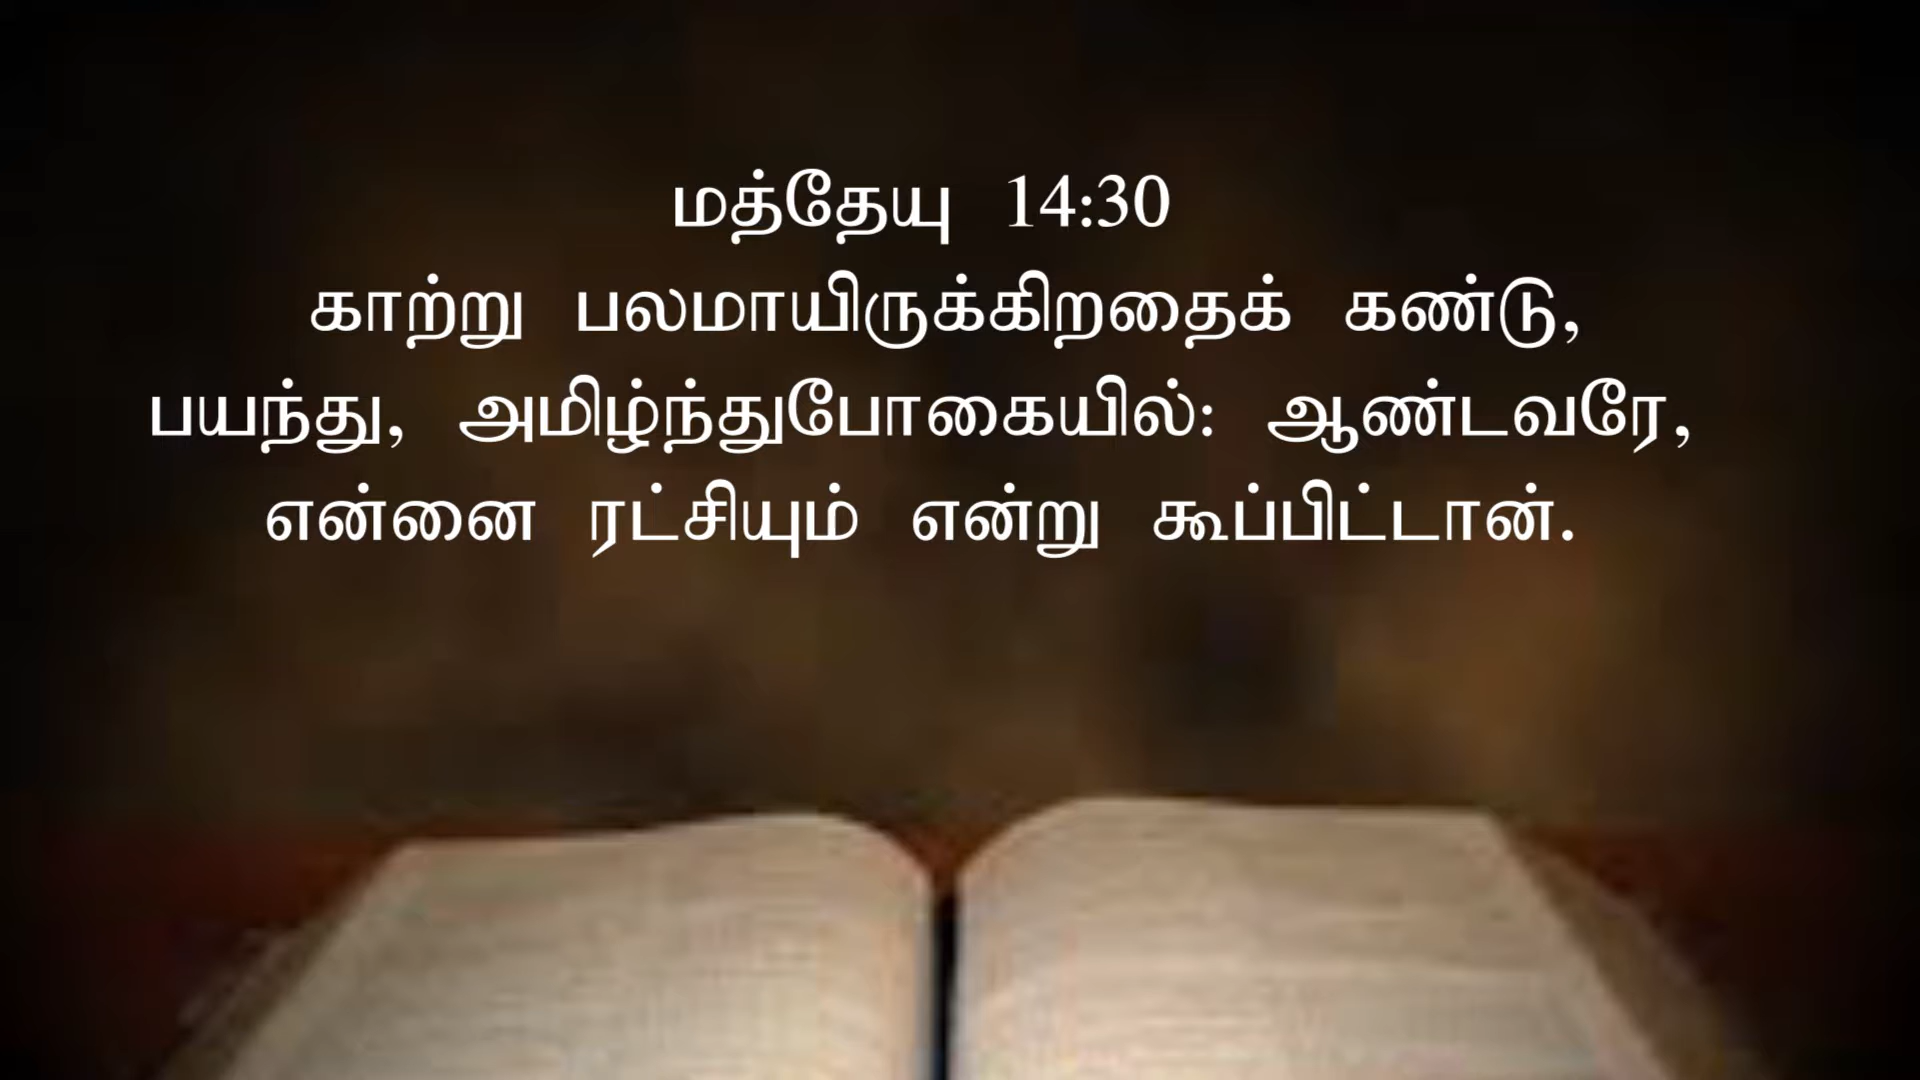 மத்தேயு 14:30
காற்று பலமாயிருக்கிறதைக் கண்டு,
பயந்து, அமிழ்ந்துபோகையில்: ஆண்டவரே,
என்னை ரட்சியும் என்று கூப்பிட்டான்.